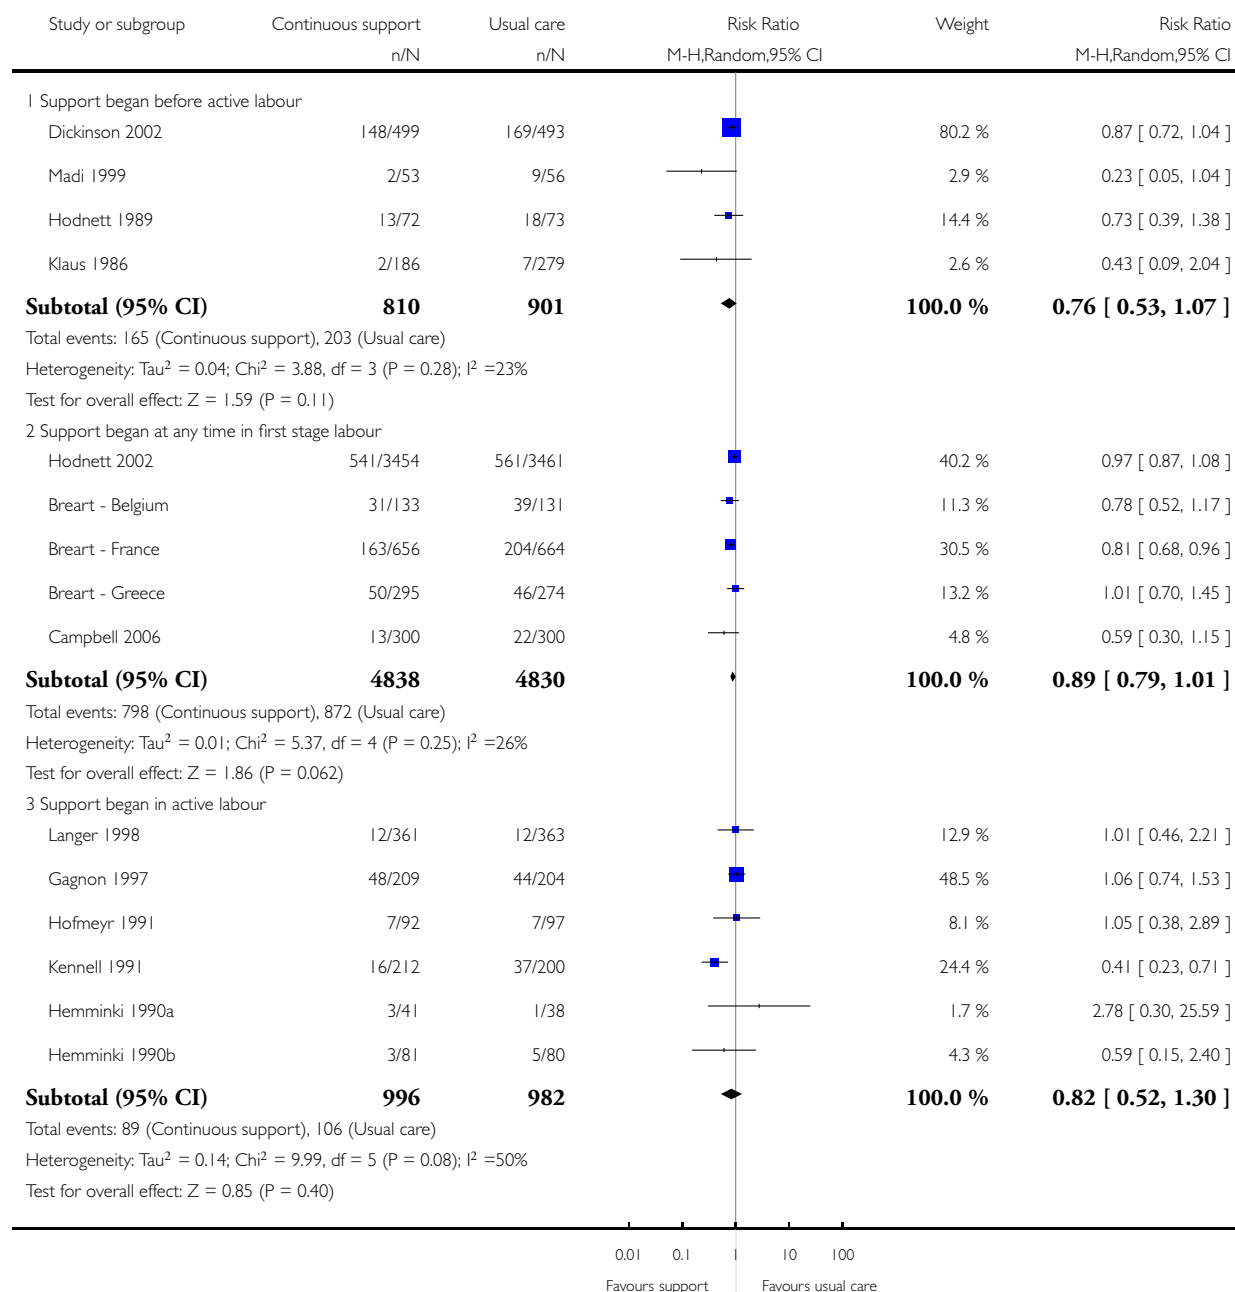 Study or subgroup Continuous support Usual care Risk Ratio Weight Risk Ratio
n/N n/N M-H,Random,95% CI M-H,Random,95% CI
1 Support began before active labour
Dickinson 2002 148/499 169/493 80.2 % 0.87 [ 0.72, 1.04 ]
Madi 1999 2/53 9/56 2.9 % 0.23 [ 0.05, 1.04 ]
Hodnett 1989 13/72 18/73 14.4 % 0.73 [ 0.39, 1.38 ]
Klaus 1986 2/186 7/279 2.6 % 0.43 [ 0.09, 2.04 ]
Subtotal (95% CI) 810 901 100.0 % 0.76 [ 0.53, 1.07 ]
Total events: 165 (Continuous support), 203 (Usual care)
Heterogeneity: Tau² = 0.04; Chi² = 3.88, df = 3 (P = 0.28); I² =23%
Test for overall effect: Z = 1.59 (P = 0.11)
2 Support began at any time in first stage labour
Hodnett 2002 541/3454 561/3461 40.2 % 0.97 [ 0.87, 1.08 ]
Breart - Belgium 31/133 39/131 11.3 % 0.78 [ 0.52, 1.17 ]
Breart - France 163/656 204/664 30.5 % 0.81 [ 0.68, 0.96 ]
Breart - Greece 50/295 46/274 13.2 % 1.01 [ 0.70, 1.45 ]
Campbell 2006 13/300 22/300 4.8 % 0.59 [ 0.30, 1.15 ]
Subtotal (95% CI) 4838 4830 100.0 % 0.89 [ 0.79, 1.01 ]
Total events: 798 (Continuous support), 872 (Usual care)
Heterogeneity: Tau² = 0.01; Chi² = 5.37, df = 4 (P = 0.25); I² =26%
Test for overall effect: Z = 1.86 (P = 0.062)
3 Support began in active labour
Langer 1998 12/361 12/363 12.9 % 1.01 [ 0.46, 2.21 ]
Gagnon 1997 48/209 44/204 48.5 % 1.06 [ 0.74, 1.53 ]
Hofmeyr 1991 7/92 7/97 8.1 % 1.05 [ 0.38, 2.89 ]
Kennell 1991 16/212 37/200 24.4 % 0.41 [ 0.23, 0.71 ]
Hemminki 1990a 3/41 1/38 1.7 % 2.78 [ 0.30, 25.59 ]
Hemminki 1990b 3/81 5/80 4.3 % 0.59 [ 0.15, 2.40 ]
Subtotal (95% CI) 996 982 100.0 % 0.82 [ 0.52, 1.30 ]
Total events: 89 (Continuous support), 106 (Usual care)
Heterogeneity: Tau² = 0.14; Chi² = 9.99, df = 5 (P = 0.08); I² =50%
Test for overall effect: Z = 0.85 (P = 0.40)
0.01 0.1 1 10 100
Favours support Favours usual care